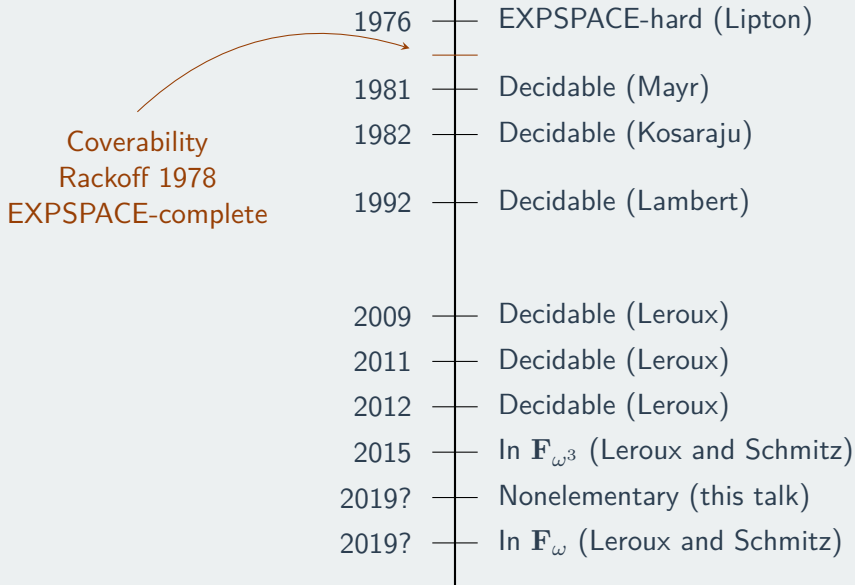 1976 EXPSPACE-hard (Lipton)
Coverability
Rackoff 1978
EXPSPACE-complete
1981 Decidable (Mayr)
1982 Decidable (Kosaraju)
1992 Decidable (Lambert)
2009 Decidable (Leroux)
2011 Decidable (Leroux)
2012 Decidable (Leroux)
2015 In F_{ω³} (Leroux and Schmitz)
2019? Nonelementary (this talk)
2019? In F_ω (Leroux and Schmitz)